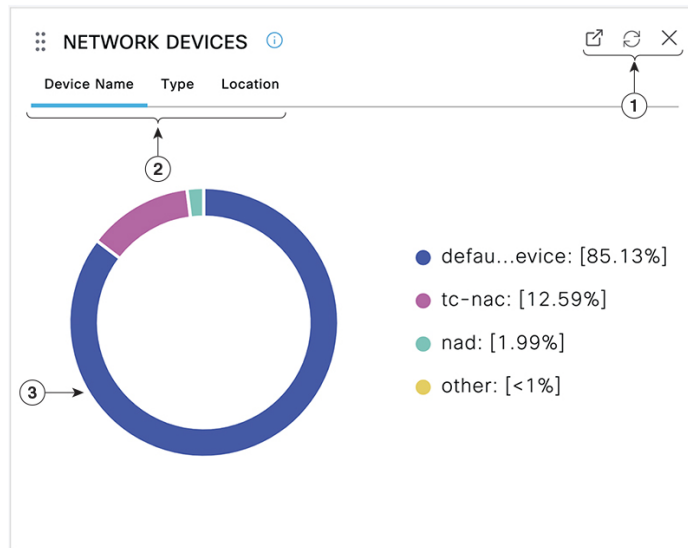 NETWORK DEVICES
Device Name Type Location
1
2
defau...evice: [85.13%]
tc-nac: [12.59%]
nad: [1.99%]
3
other: [<1%]